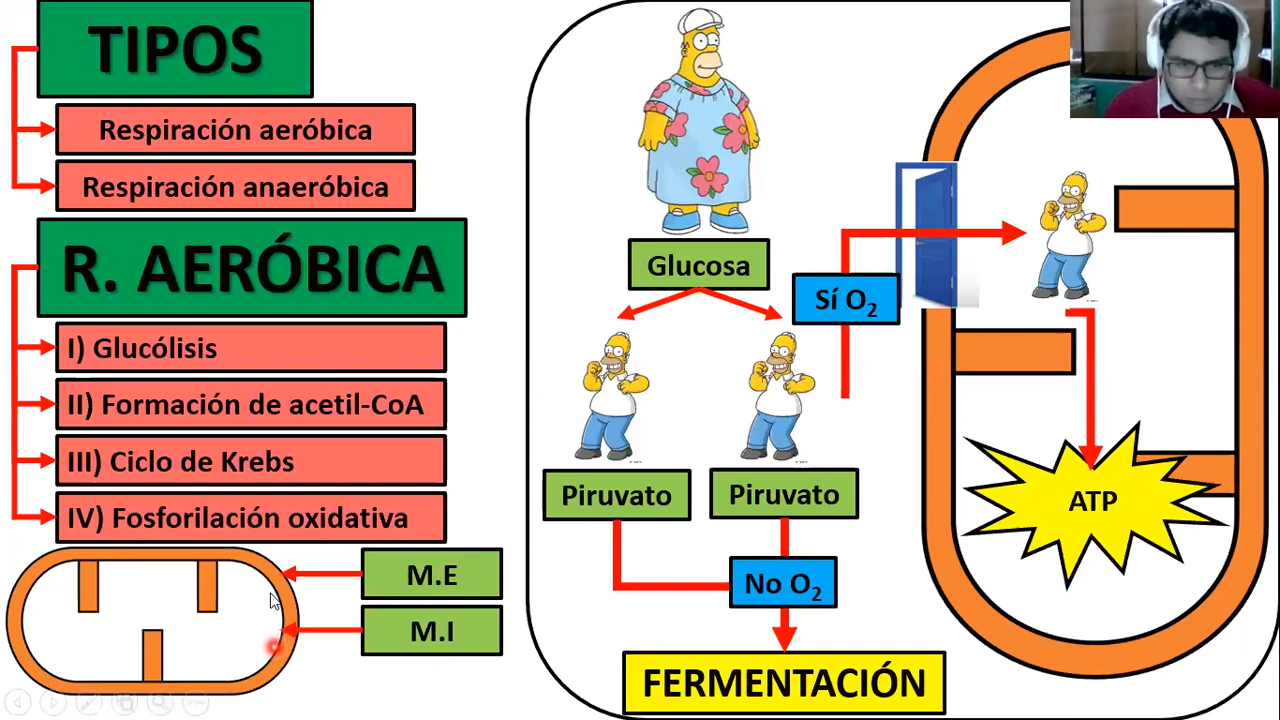 TIPOS
Respiración aeróbica
Respiración anaeróbica
R. AERÓBICA
I) Glucólisis
II) Formación de acetil-CoA
III) Ciclo de Krebs
IV) Fosforilación oxidativa
M.E
M.I
Glucosa
Sí O₂
Piruvato
Piruvato
No O₂
FERMENTACIÓN
ATP